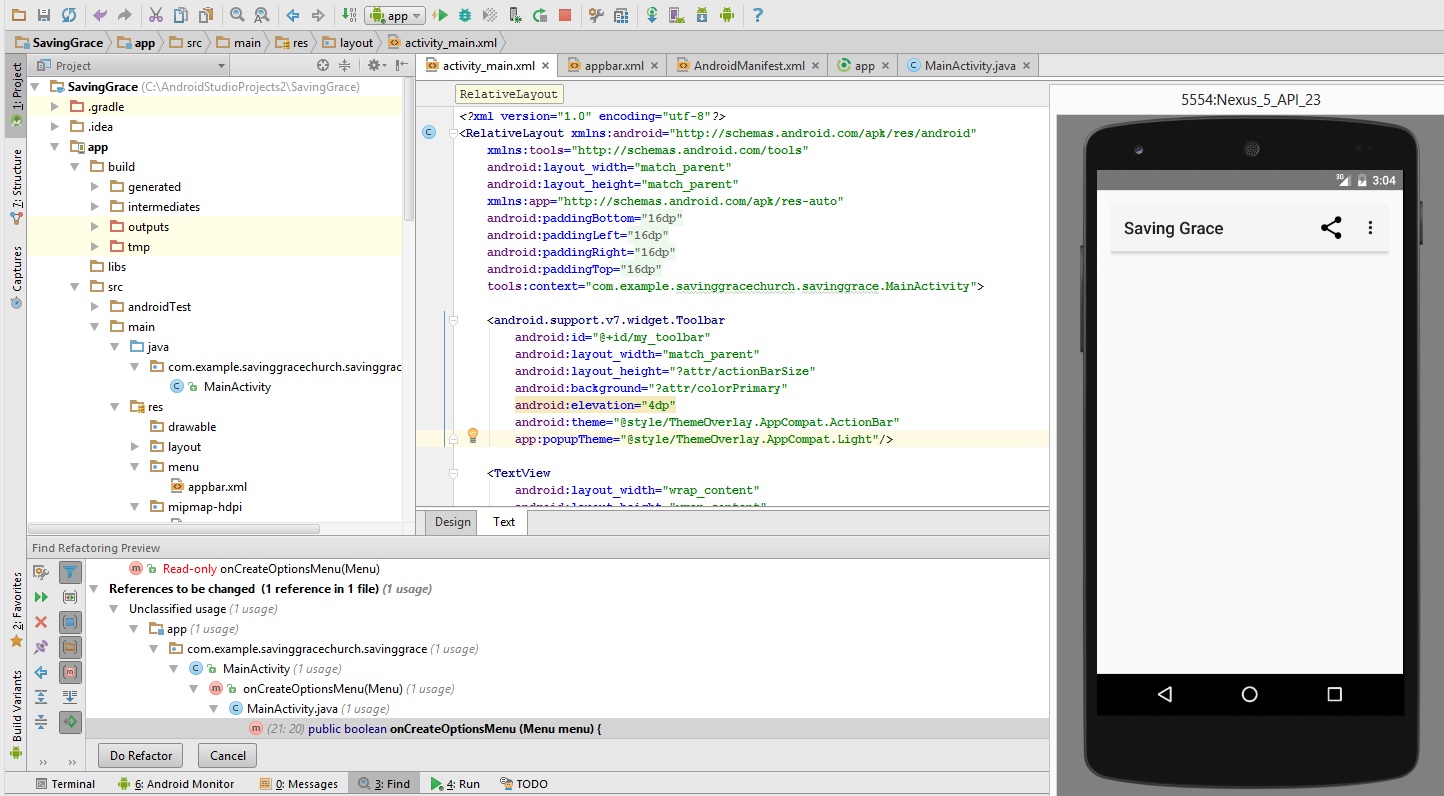 app
SavingGrace app src main res layout activity_main.xml
Project
activity_main.xml appbar.xml AndroidManifest.xml app MainActivity.java
1: Project
7: Structure
Captures
2: Favorites
Build Variants
SavingGrace (C:\AndroidStudioProjects2\SavingGrace)
.gradle
.idea
app
build
generated
intermediates
outputs
tmp
libs
src
androidTest
main
java
com.example.savinggracechurch.savinggrac
MainActivity
res
drawable
layout
menu
appbar.xml
mipmap-hdpi
RelativeLayout
<?xml version="1.0" encoding="utf-8"?>
<RelativeLayout xmlns:android="http://schemas.android.com/apk/res/android"
xmlns:tools="http://schemas.android.com/tools"
android:layout_width="match_parent"
android:layout_height="match_parent"
xmlns:app="http://schemas.android.com/apk/res-auto"
android:paddingBottom="16dp"
android:paddingLeft="16dp"
android:paddingRight="16dp"
android:paddingTop="16dp"
tools:context="com.example.savinggracechurch.savinggrace.MainActivity">
<android.support.v7.widget.Toolbar
android:id="@+id/my_toolbar"
android:layout_width="match_parent"
android:layout_height="?attr/actionBarSize"
android:background="?attr/colorPrimary"
android:elevation="4dp"
android:theme="@style/ThemeOverlay.AppCompat.ActionBar"
app:popupTheme="@style/ThemeOverlay.AppCompat.Light"/>
<TextView
android:layout_width="wrap_content"
android:layout_height="wrap_content"
Design Text
5554:Nexus_5_API_23
3G 3:04
Saving Grace
Find Refactoring Preview
Read-only onCreateOptionsMenu(Menu)
References to be changed (1 reference in 1 file) (1 usage)
Unclassified usage (1 usage)
app (1 usage)
com.example.savinggracechurch.savinggrace (1 usage)
MainActivity (1 usage)
onCreateOptionsMenu(Menu) (1 usage)
MainActivity.java (1 usage)
(21: 20) public boolean onCreateOptionsMenu (Menu menu) {
Do Refactor Cancel
Terminal 6: Android Monitor 0: Messages 3: Find 4: Run TODO